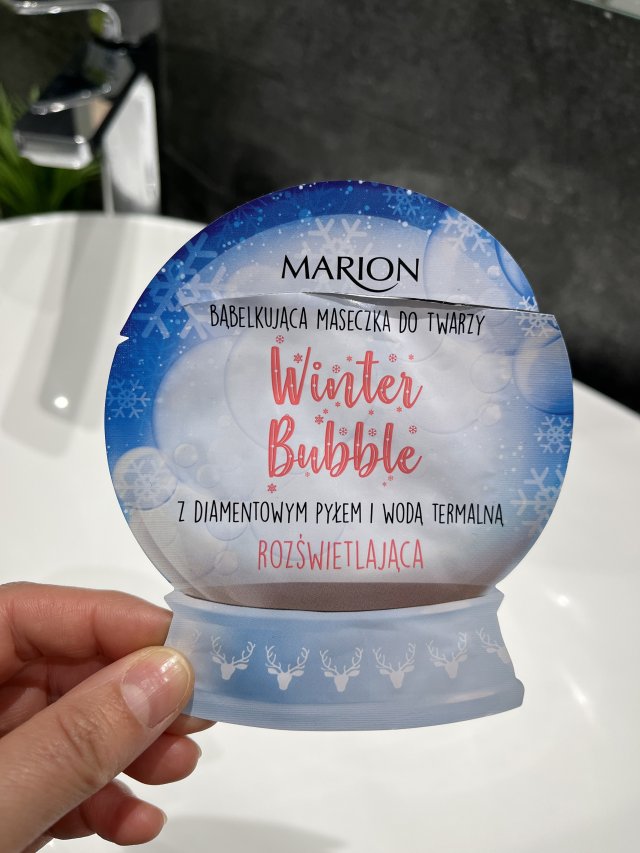 MARION
BĄBELKUJĄCA MASECZKA DO TWARZY
Winter
Bubble
Z DIAMENTOWYM PYŁEM I WODĄ TERMALNĄ
ROZŚWIETLAJĄCA